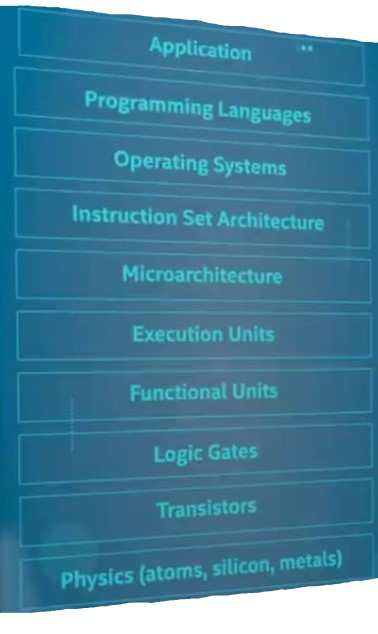 Application
Programming Languages
Operating Systems
Instruction Set Architecture
Microarchitecture
Execution Units
Functional Units
Logic Gates
Transistors
Physics (atoms, silicon, metals)